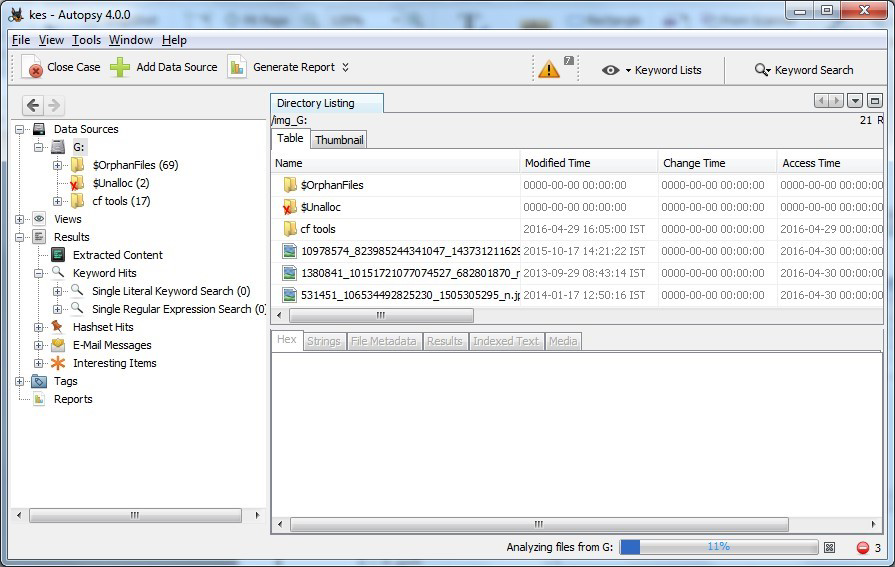 kes - Autopsy 4.0.0
File View Tools Window Help
Close Case Add Data Source Generate Report 7 Keyword Lists Keyword Search
Data Sources
G:
$OrphanFiles (69)
$Unalloc (2)
cf tools (17)
Views
Results
Extracted Content
Keyword Hits
Single Literal Keyword Search (0)
Single Regular Expression Search (0)
Hashset Hits
E-Mail Messages
Interesting Items
Tags
Reports
Directory Listing
/img_G: 21 R
Table Thumbnail
Name Modified Time Change Time Access Time
$OrphanFiles 0000-00-00 00:00:00 0000-00-00 00:00:00 0000-00-00 00:00:00
$Unalloc 0000-00-00 00:00:00 0000-00-00 00:00:00 0000-00-00 00:00:00
cf tools 2016-04-29 16:05:00 IST 0000-00-00 00:00:00 2016-04-29 00:00:00
10978574_823985244341047_143731211629 2015-10-17 14:21:22 IST 0000-00-00 00:00:00 2016-04-30 00:00:00
1380841_10151721077074527_682801870_n 2013-09-29 08:43:14 IST 0000-00-00 00:00:00 2016-04-30 00:00:00
531451_106534492825230_1505305295_n.jp 2014-01-17 12:50:16 IST 0000-00-00 00:00:00 2016-04-30 00:00:00
Hex Strings File Metadata Results Indexed Text Media
Analyzing files from G: 11% 3